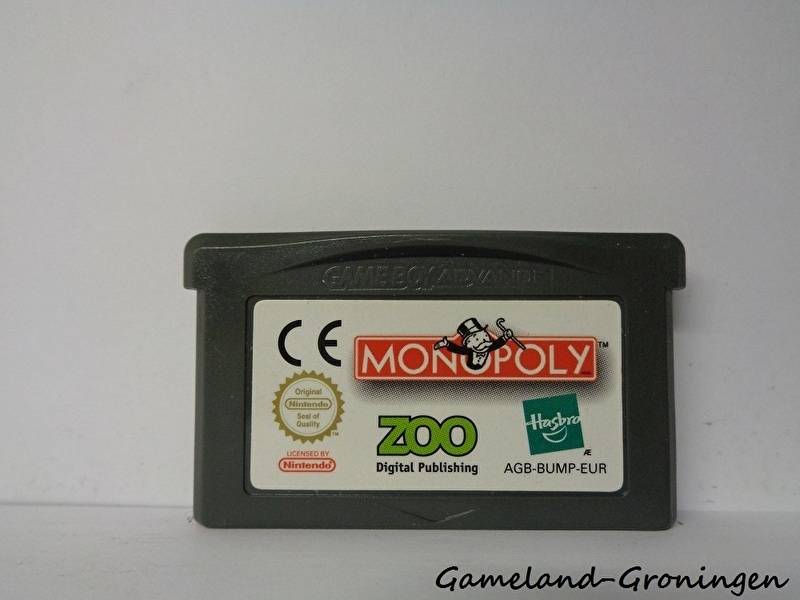 GAME BOY ADVANCE
CE
MONOPOLY™
Original
Nintendo
Seal of
Quality
TM
LICENSED BY
Nintendo
ZOO
Digital Publishing
Hasbro
Æ
AGB-BUMP-EUR
Gameland-Groningen